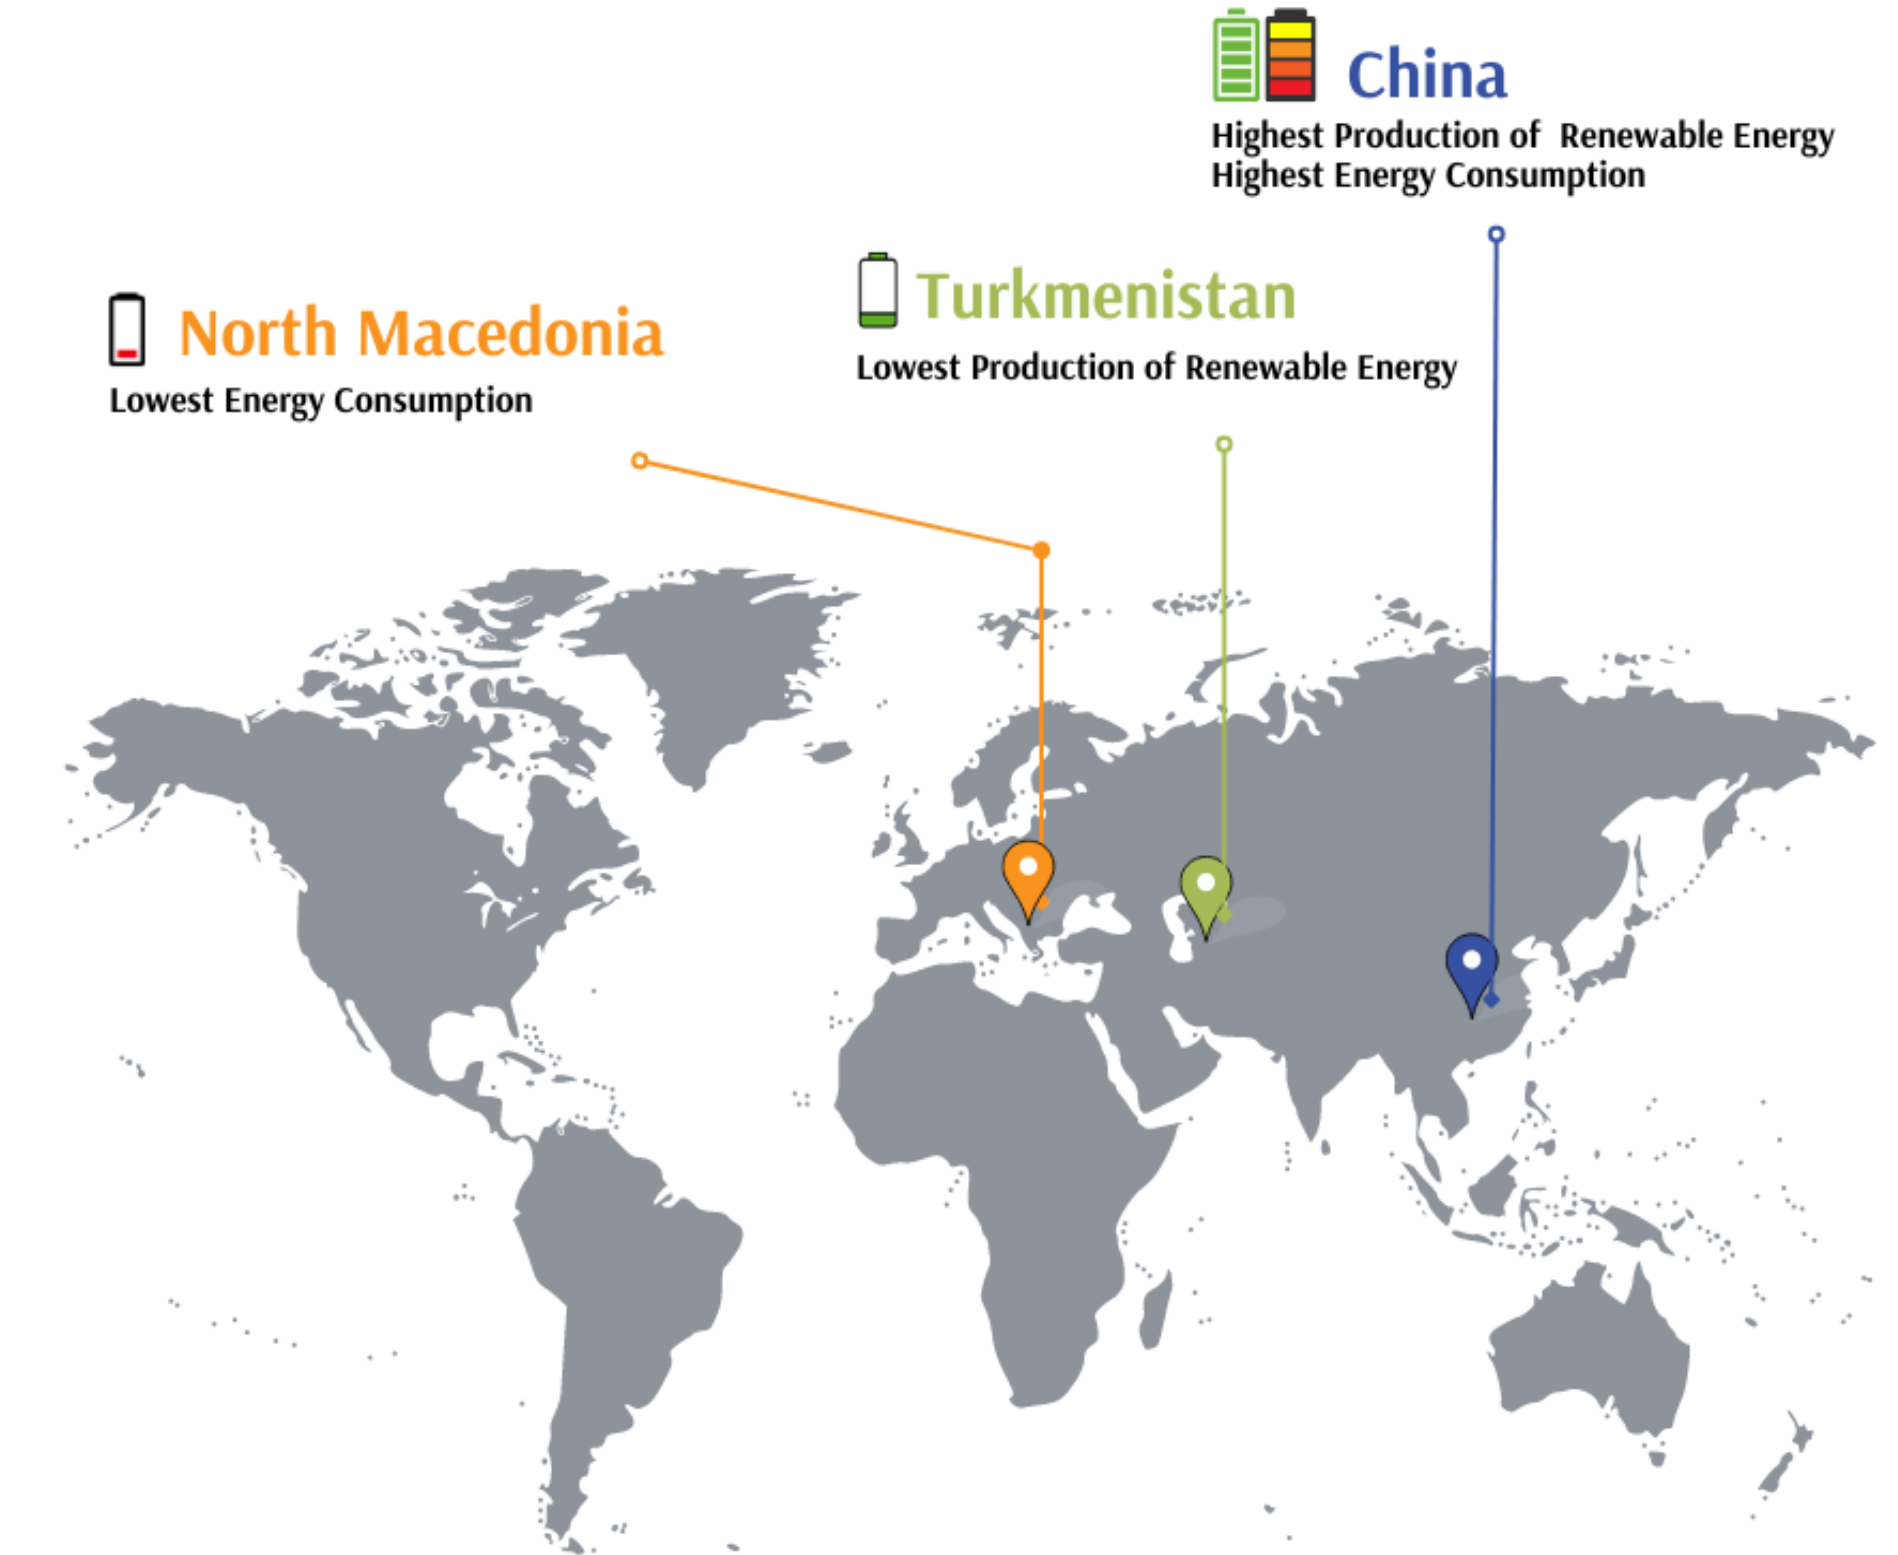 China
Highest Production of Renewable Energy
Highest Energy Consumption
Turkmenistan
Lowest Production of Renewable Energy
North Macedonia
Lowest Energy Consumption